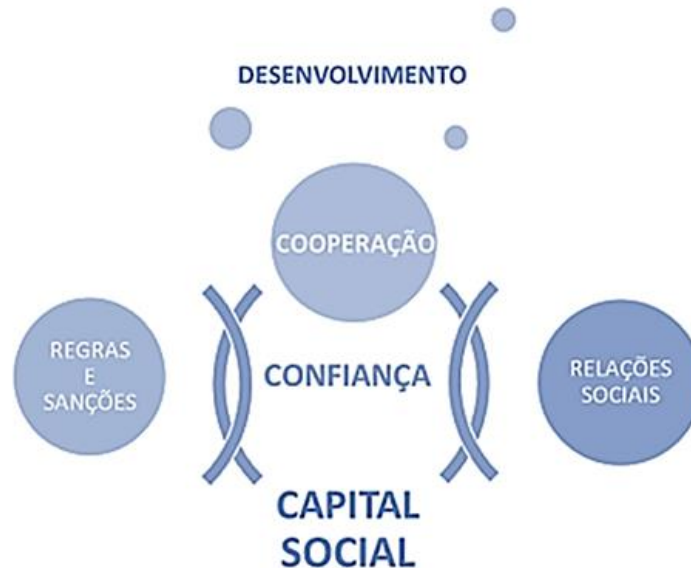 DESENVOLVIMENTO
COOPERAÇÃO
REGRAS
E
SANÇÕES
CONFIANÇA
RELAÇÕES
SOCIAIS
CAPITAL
SOCIAL